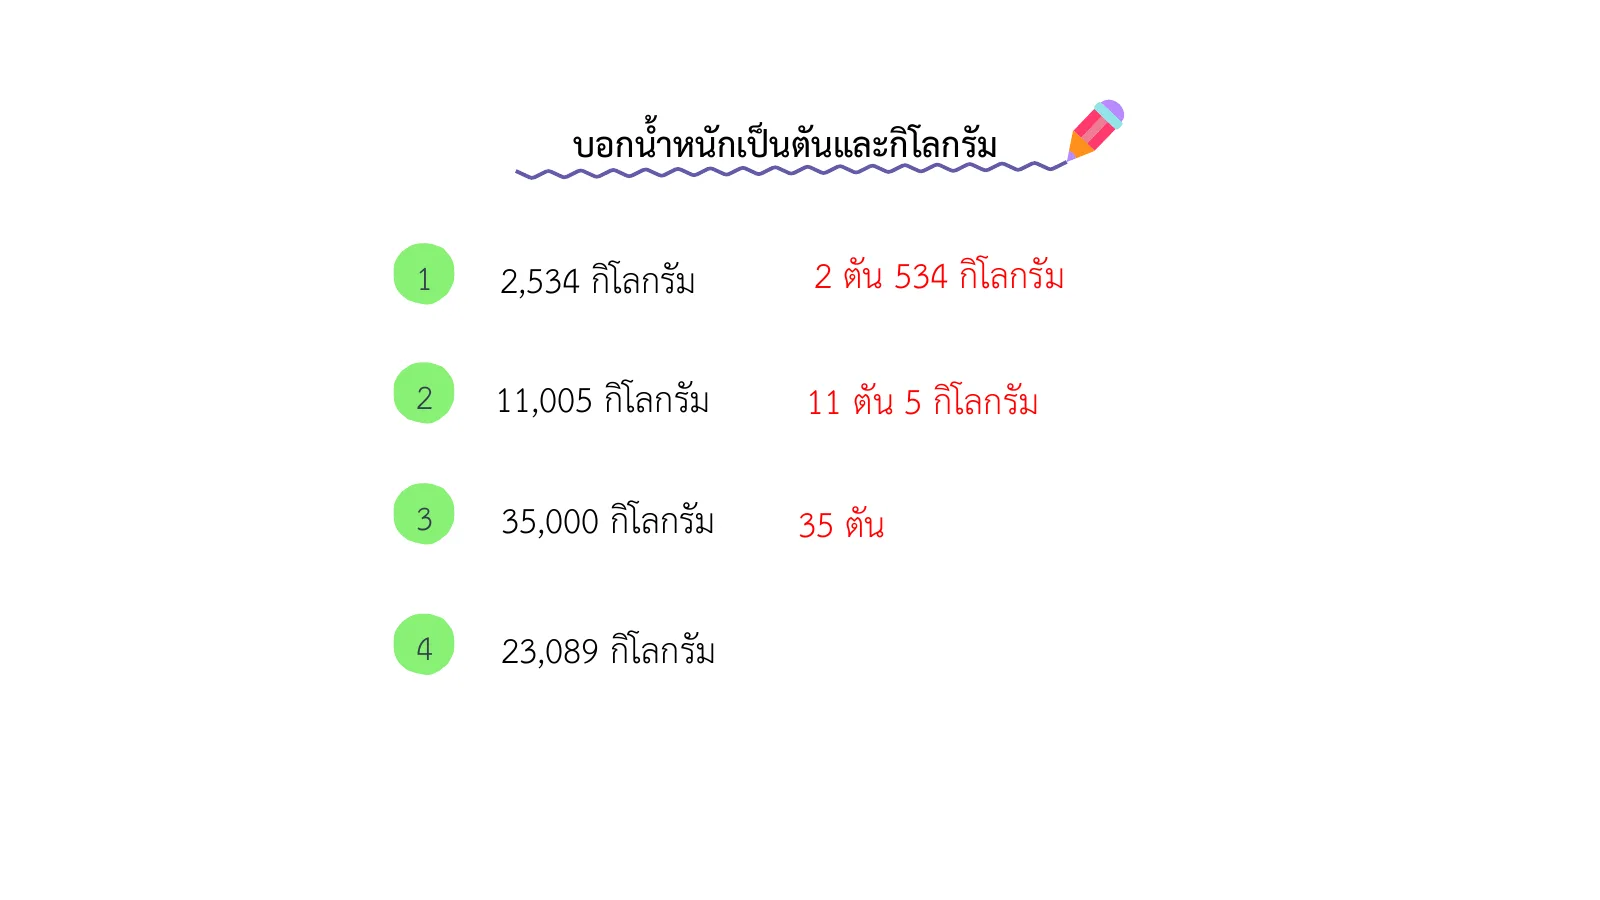 บอกน้ำหนักเป็นตันและกิโลกรัม
1 2,534 กิโลกรัม 2 ตัน 534 กิโลกรัม
2 11,005 กิโลกรัม 11 ตัน 5 กิโลกรัม
3 35,000 กิโลกรัม 35 ตัน
4 23,089 กิโลกรัม